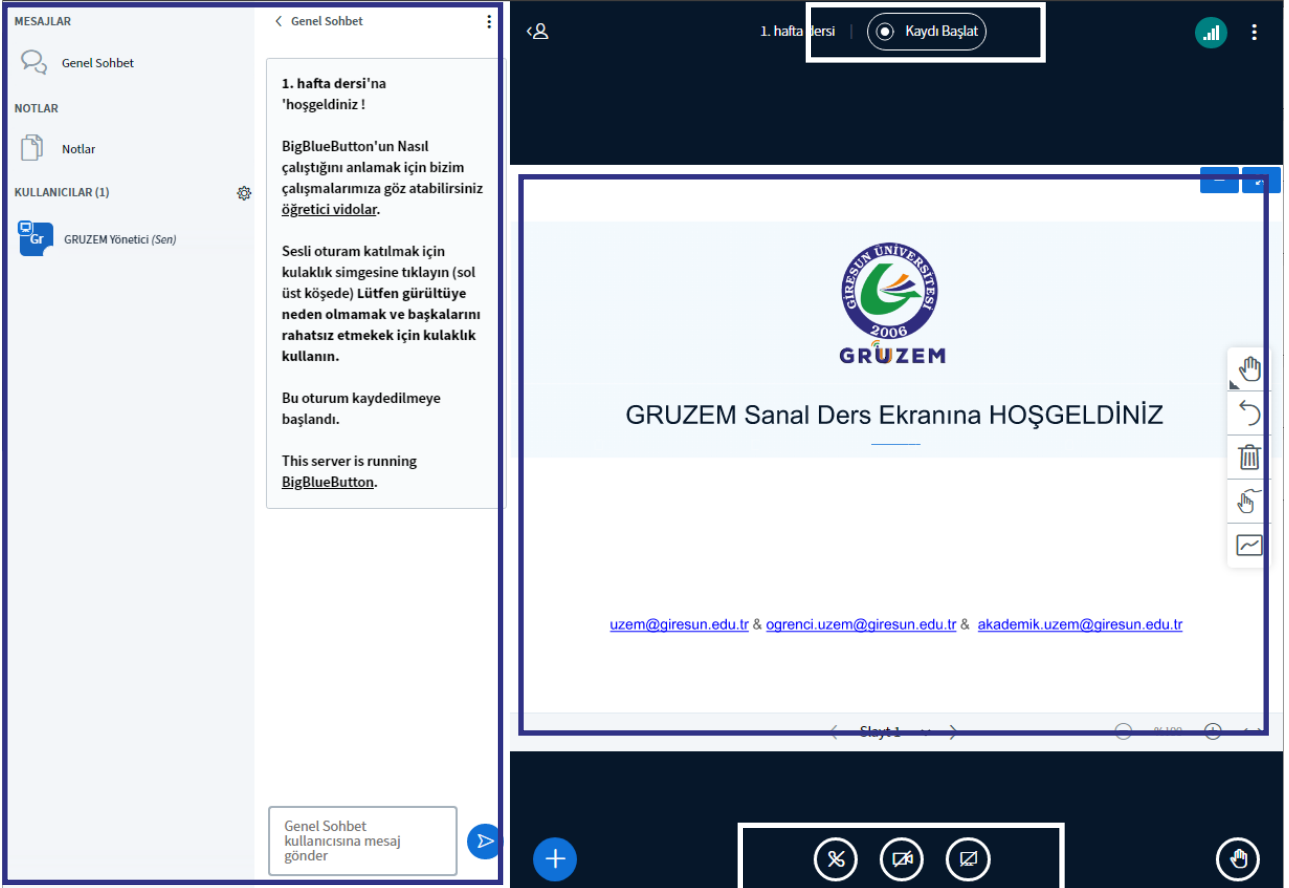 MESAJLAR
Genel Sohbet
NOTLAR
Notlar
KULLANICILAR (1)
Gr
GRUZEM Yönetici (Sen)
Genel Sohbet
1. hafta dersi'na
'hoşgeldiniz !
BigBlueButton'un Nasıl
çalıştığını anlamak için bizim
çalışmalarımıza göz atabilirsiniz
öğretici vidolar.
Sesli oturam katılmak için
kulaklık simgesine tıklayın (sol
üst köşede) Lütfen gürültüye
neden olmamak ve başkalarını
rahatsız etmekek için kulaklık
kullanın.
Bu oturum kaydedilmeye
başlandı.
This server is running
BigBlueButton.
Genel Sohbet
kullanıcısına mesaj
gönder
1. hafta dersi
Kaydı Başlat
GİRESUN ÜNİVERSİTESİ
2006
GRUZEM
GRUZEM Sanal Ders Ekranına HOŞGELDİNİZ
uzem@giresun.edu.tr & ogrenci.uzem@giresun.edu.tr & akademik.uzem@giresun.edu.tr
Slayt 1
%100